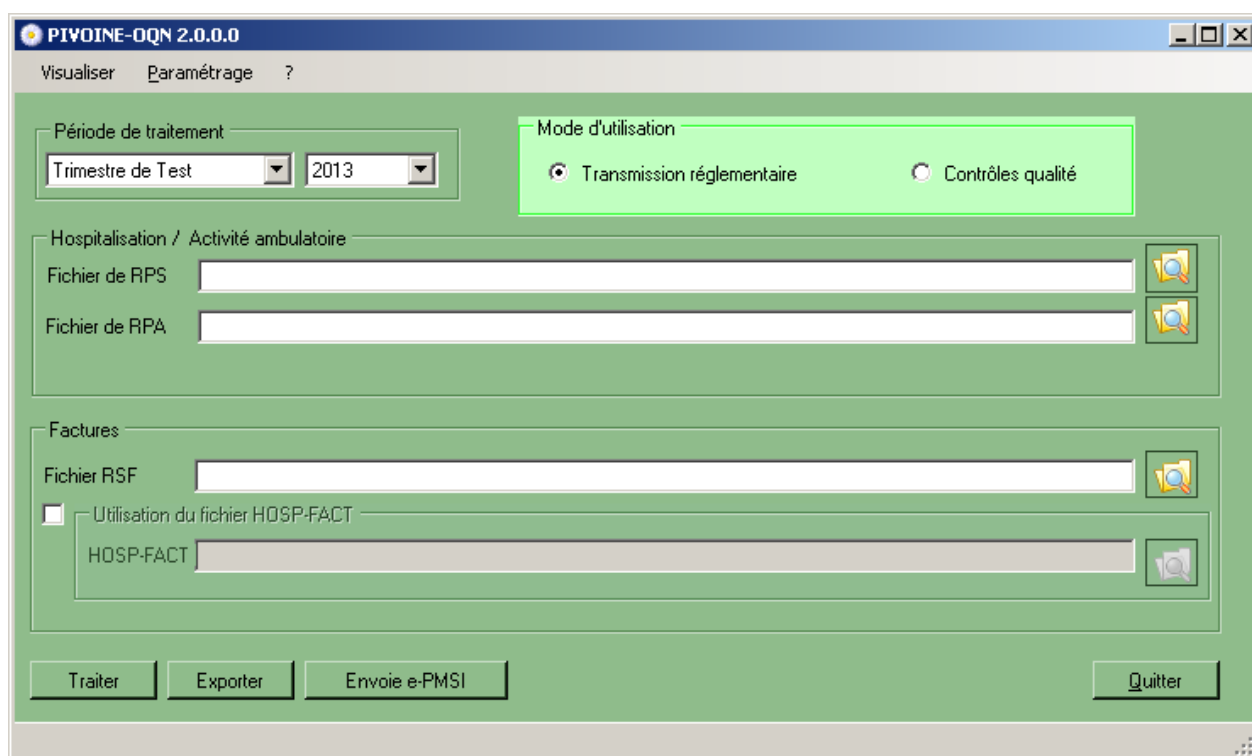 PIVOINE-OQN 2.0.0.0
Visualiser Paramétrage ?
Période de traitement
Trimestre de Test 2013
Mode d'utilisation
Transmission réglementaire Contrôles qualité
Hospitalisation / Activité ambulatoire
Fichier de RPS
Fichier de RPA
Factures
Fichier RSF
Utilisation du fichier HOSP-FACT
HOSP-FACT
Traiter Exporter Envoie e-PMSI Quitter